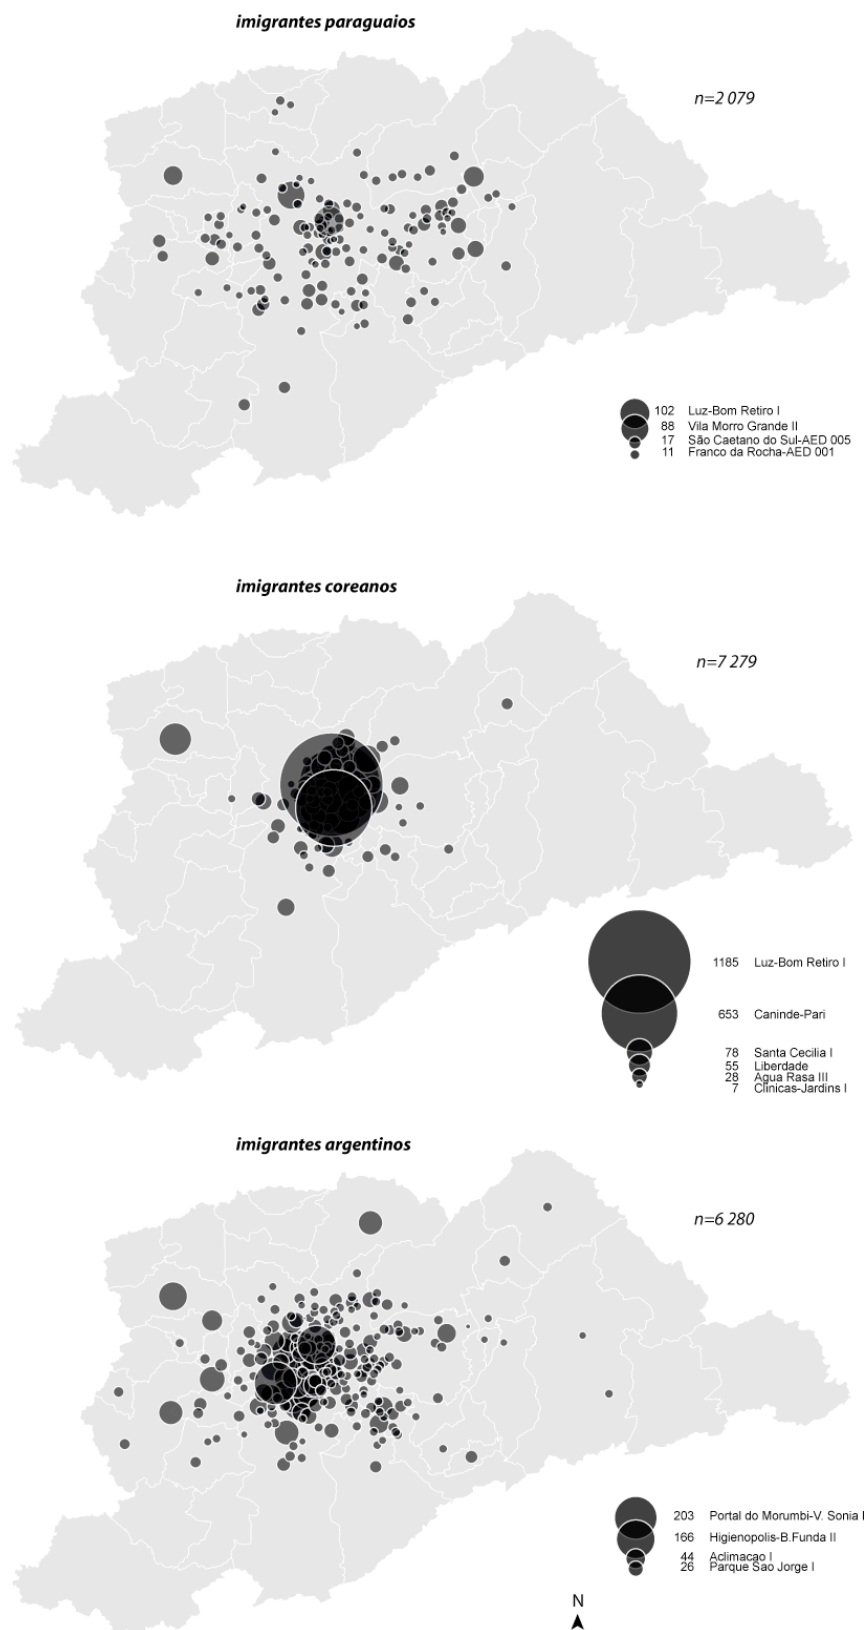 imigrantes paraguaios
n=2 079
102 Luz-Bom Retiro I
88 Vila Morro Grande II
17 São Caetano do Sul-AED 005
11 Franco da Rocha-AED 001
imigrantes coreanos
n=7 279
1185 Luz-Bom Retiro I
653 Caninde-Pari
78 Santa Cecilia I
55 Liberdade
28 Agua Rasa III
7 Clinicas-Jardins I
imigrantes argentinos
n=6 280
203 Portal do Morumbi-V. Sonia I
166 Higienopolis-B.Funda II
44 Aclimacao I
26 Parque Sao Jorge I
N